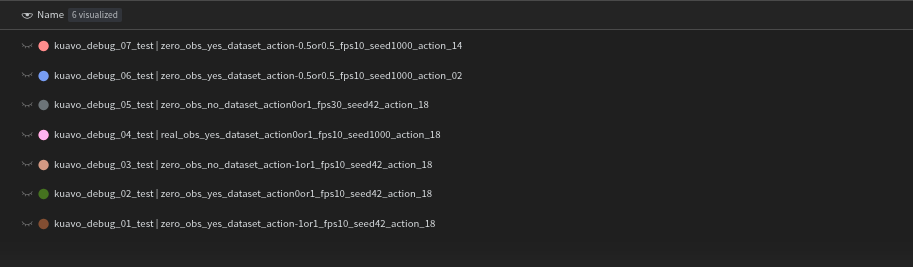 Name 6 visualized
kuavo_debug_07_test | zero_obs_yes_dataset_action-0.5or0.5_fps10_seed1000_action_14
kuavo_debug_06_test | zero_obs_yes_dataset_action-0.5or0.5_fps10_seed1000_action_02
kuavo_debug_05_test | zero_obs_no_dataset_action0or1_fps30_seed42_action_18
kuavo_debug_04_test | real_obs_yes_dataset_action0or1_fps10_seed1000_action_18
kuavo_debug_03_test | zero_obs_no_dataset_action-1or1_fps10_seed42_action_18
kuavo_debug_02_test | zero_obs_yes_dataset_action0or1_fps10_seed42_action_18
kuavo_debug_01_test | zero_obs_yes_dataset_action-1or1_fps10_seed42_action_18